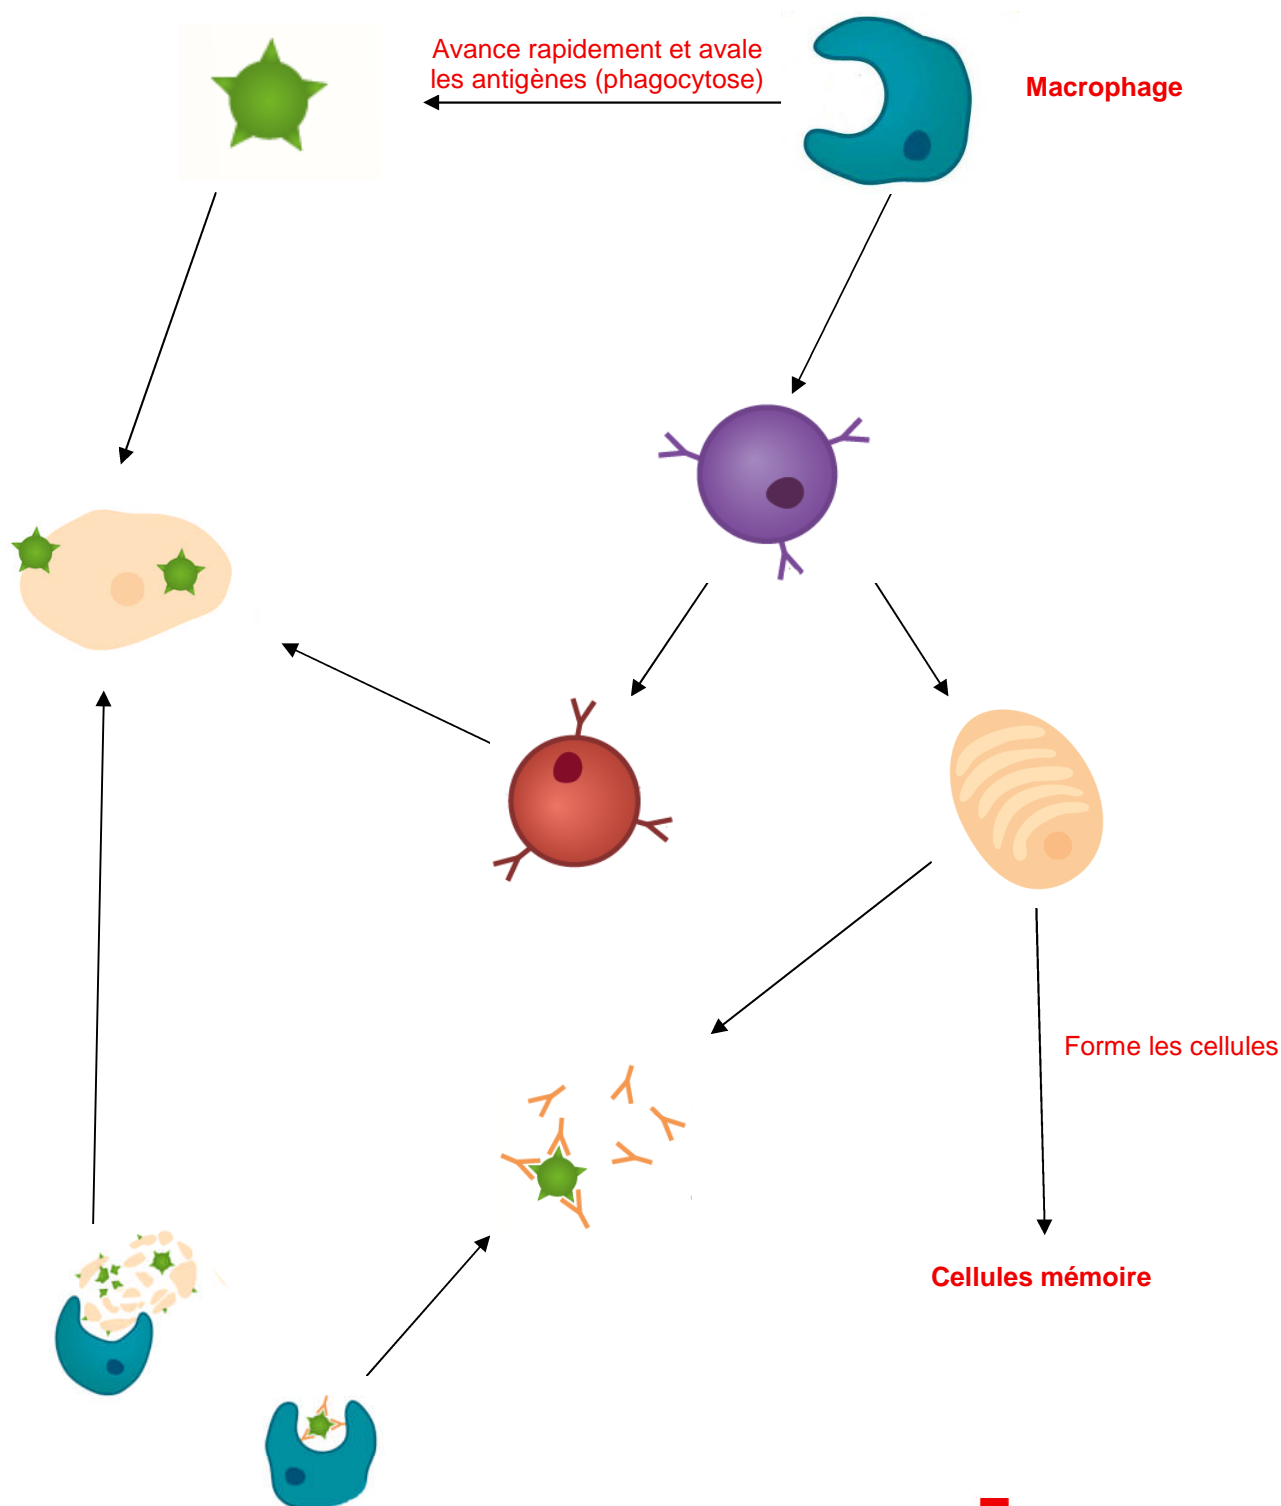 Avance rapidement et avale
les antigènes (phagocytose)
Macrophage
Forme les cellules
Cellules mémoire